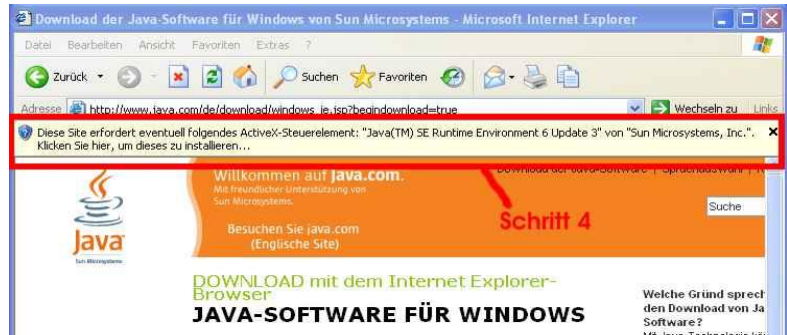 Download der Java-Software für Windows von Sun Microsystems - Microsoft Internet Explorer
Datei Bearbeiten Ansicht Favoriten Extras ?
Zurück Suchen Favoriten
Adresse http://www.java.com/de/download/windows_ie.jsp?begindownload=true Wechseln zu Links
Diese Site erfordert eventuell folgendes ActiveX-Steuerelement: "Java(TM) SE Runtime Environment 6 Update 3" von "Sun Microsystems, Inc.".
Klicken Sie hier, um dieses zu installieren...
Willkommen auf Java.com.
Download der Java-Software | Sprachauswahl |
Mit freundlicher Unterstützung von
Sun Microsystems.
Suche
Schritt 4
Besuchen Sie java.com
(Englische Site)
Java
Sun Microsystems
DOWNLOAD mit dem Internet Explorer-
Browser
JAVA-SOFTWARE FÜR WINDOWS
Welche Gründ sprech
den Download von Ja
Software?